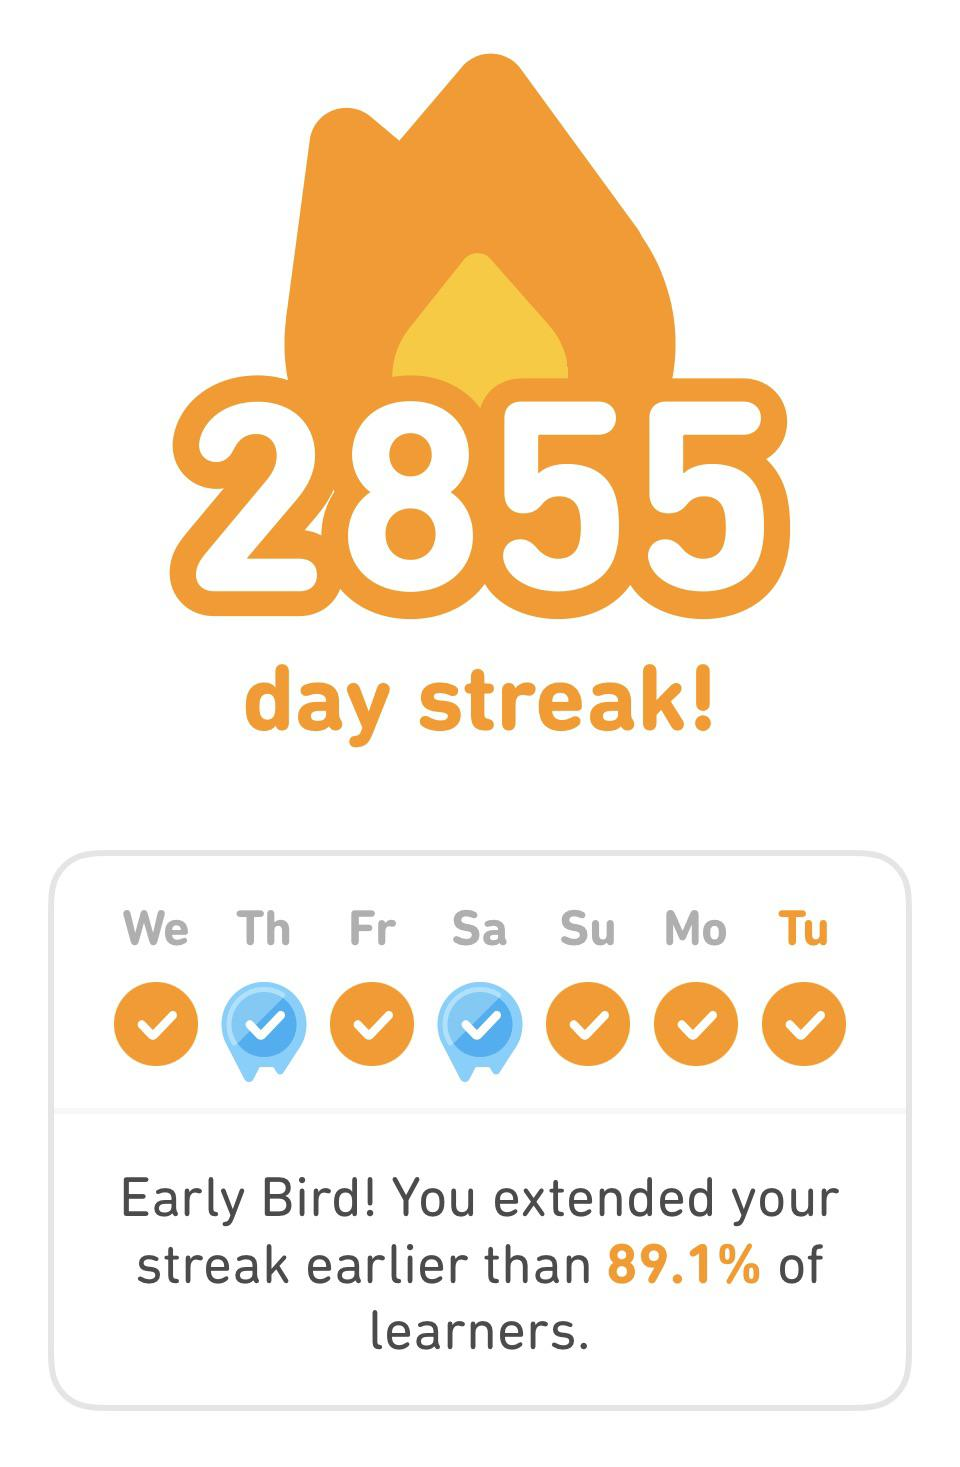 2855
day streak!
We Th Fr Sa Su Mo Tu
Early Bird! You extended your
streak earlier than 89.1% of
learners.